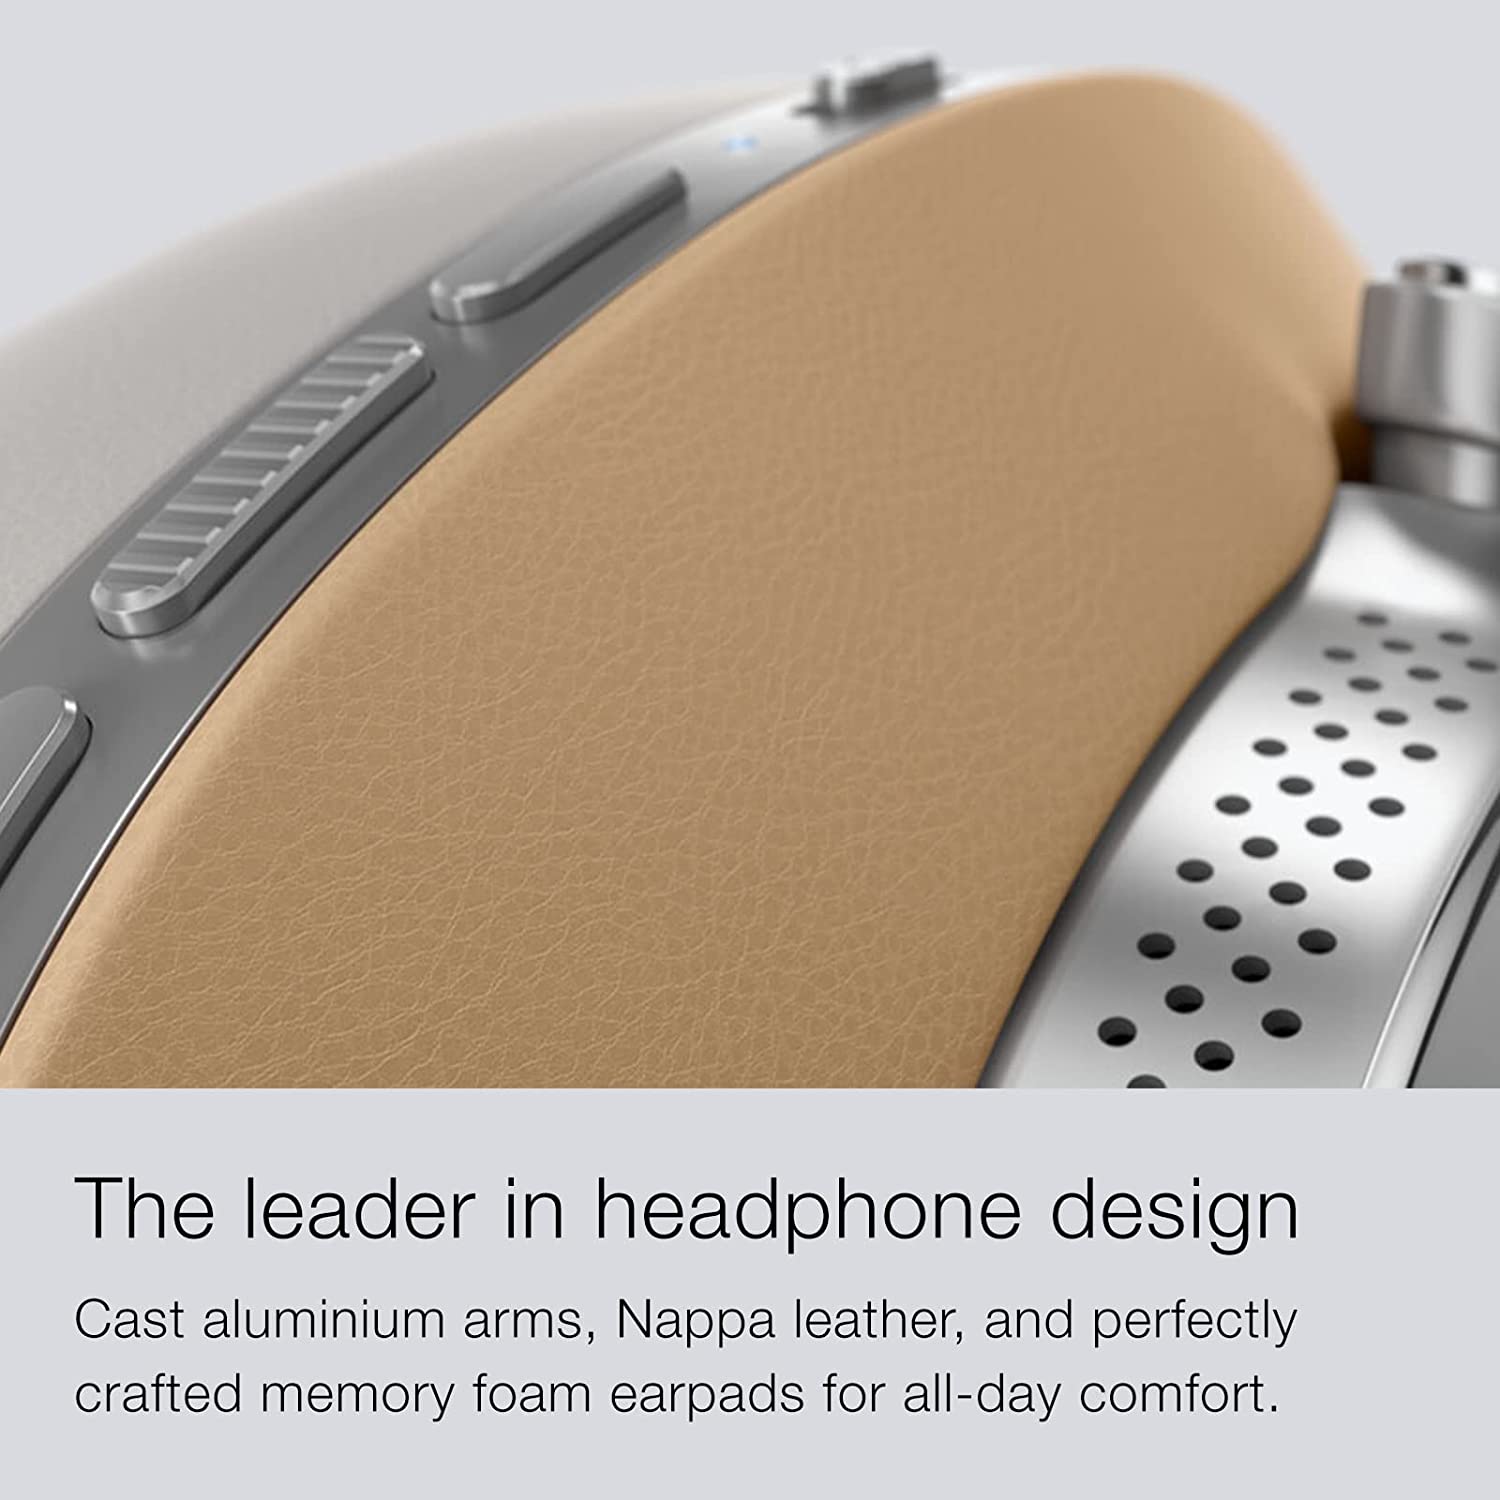 The leader in headphone design
Cast aluminium arms, Nappa leather, and perfectly
crafted memory foam earpads for all-day comfort.